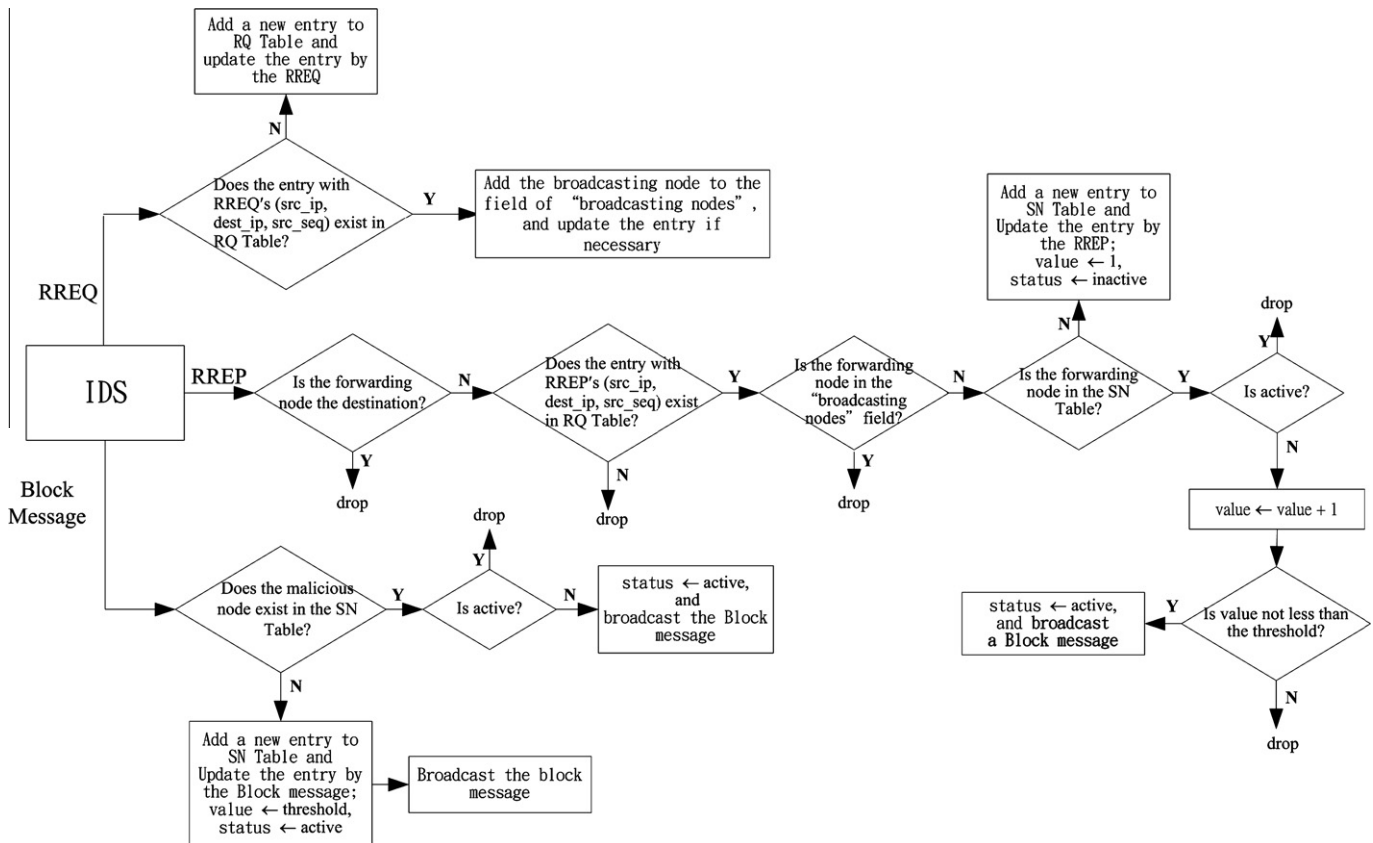 Add a new entry to
RQ Table and
update the entry by
the RREQ
N
Does the entry with
RREQ's (src_ip,
dest_ip, src_seq) exist in
RQ Table?
Y
Add the broadcasting node to the
field of “broadcasting nodes”,
and update the entry if
necessary
RREQ
IDS
RREP
Is the forwarding
node the destination?
Y
drop
N
Does the entry with
RREP's (src_ip,
dest_ip, src_seq) exist
in RQ Table?
N
drop
Y
Is the forwarding
node in the
“broadcasting
nodes” field?
Y
drop
N
Is the forwarding
node in the SN
Table?
N
Add a new entry to
SN Table and
Update the entry by
the RREP;
value ← 1,
status ← inactive
Y
Is active?
Y
drop
N
value ← value + 1
Is value not less than
the threshold?
Y
status ← active,
and broadcast
a Block message
N
drop
Block
Message
Does the malicious
node exist in the SN
Table?
Y
Is active?
Y
drop
N
status ← active,
and
broadcast the Block
message
N
Add a new entry to
SN Table and
Update the entry by
the Block message;
value ← threshold,
status ← active
Broadcast the block
message